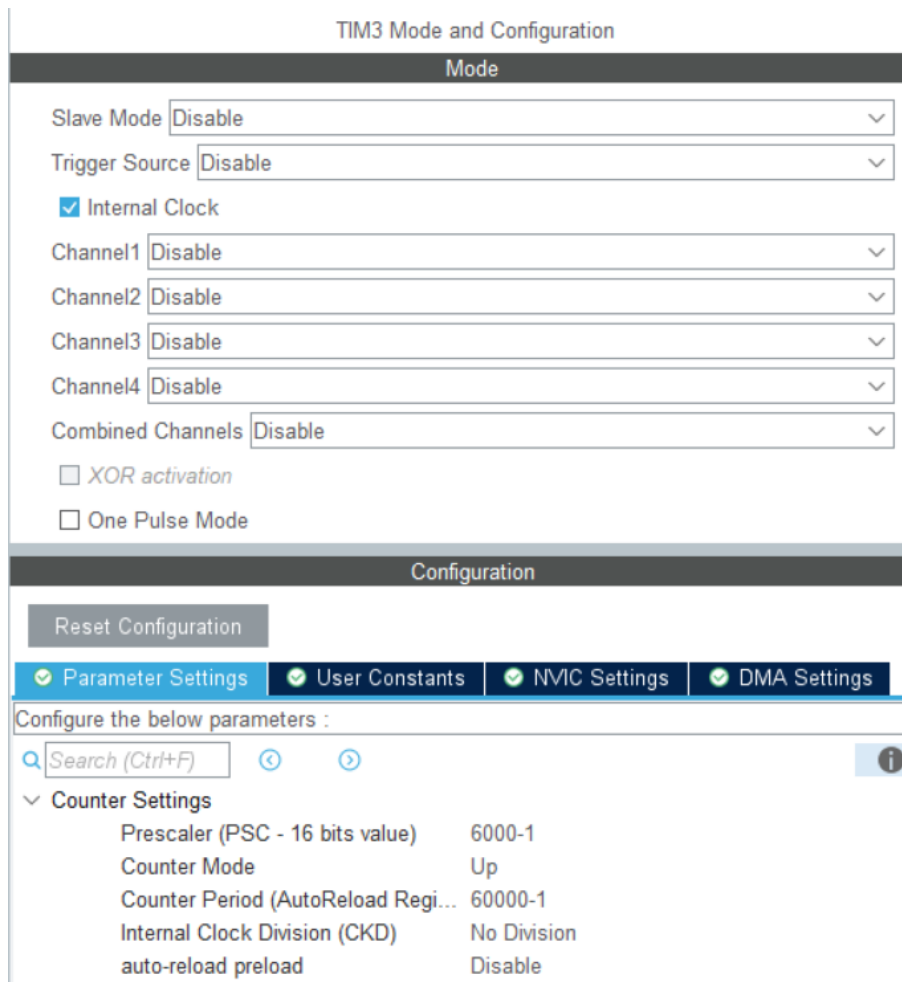 TIM3 Mode and Configuration
Mode
Slave Mode Disable
Trigger Source Disable
Internal Clock
Channel1 Disable
Channel2 Disable
Channel3 Disable
Channel4 Disable
Combined Channels Disable
XOR activation
One Pulse Mode
Configuration
Reset Configuration
Parameter Settings User Constants NVIC Settings DMA Settings
Configure the below parameters :
Search (Ctrl+F)
Counter Settings
Prescaler (PSC - 16 bits value) 6000-1
Counter Mode Up
Counter Period (AutoReload Regi... 60000-1
Internal Clock Division (CKD) No Division
auto-reload preload Disable